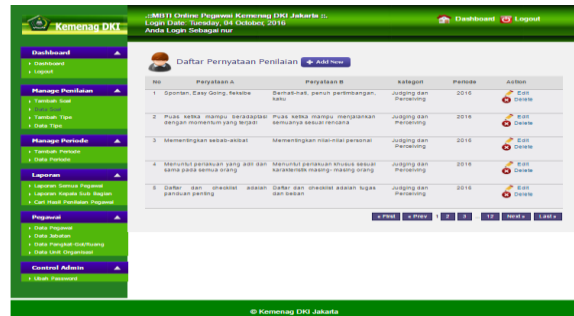 Kemenag DKI
.::MBTI Online Pegawai Kemenag DKI Jakarta ::.
Login Date: Tuesday, 04 October, 2016
Anda Login Sebagai nur
Dashboard Logout
Dashboard
Dashboard
Logout
Manage Penilaian
Tambah Soal
Data Soal
Tambah Tipe
Data Tipe
Manage Periode
Tambah Periode
Data Periode
Laporan
Laporan Semua Pegawai
Laporan Kepala Sub Bagian
Cari Hasil Penilaian Pegawai
Pegawai
Data Pegawai
Data Jabatan
Data Pangkat-Gol/Ruang
Data Unit Organisasi
Control Admin
Ubah Password
Daftar Pernyataan Penilaian Add New
No Peryataan A Peryataan B Kategori Periode Action
1 Spontan, Easy Going, fleksibe Berhati-hati, penuh pertimbangan, Judging dan 2016 Edit
kaku Perceiving Delete
2 Puas ketika mampu beradaptasi Puas ketika mampu menjalankan Judging dan 2016 Edit
dengan momentum yang terjadi semuanya sesuai rencana Perceiving Delete
3 Mementingkan sebab-akibat Mementingkan nilai-nilai personal Judging dan 2016 Edit
Perceiving Delete
4 Menuntut perlakuan yang adil dan Menuntut perlakuan khusus sesuai Judging dan 2016 Edit
sama pada semua orang karakteristik masing- masing orang Perceiving Delete
5 Daftar dan checklist adalah Daftar dan checklist adalah tugas Judging dan 2016 Edit
panduan penting dan beban Perceiving Delete
« First « Prev 1 2 3 ... 12 Next » Last »
© Kemenag DKI Jakarta